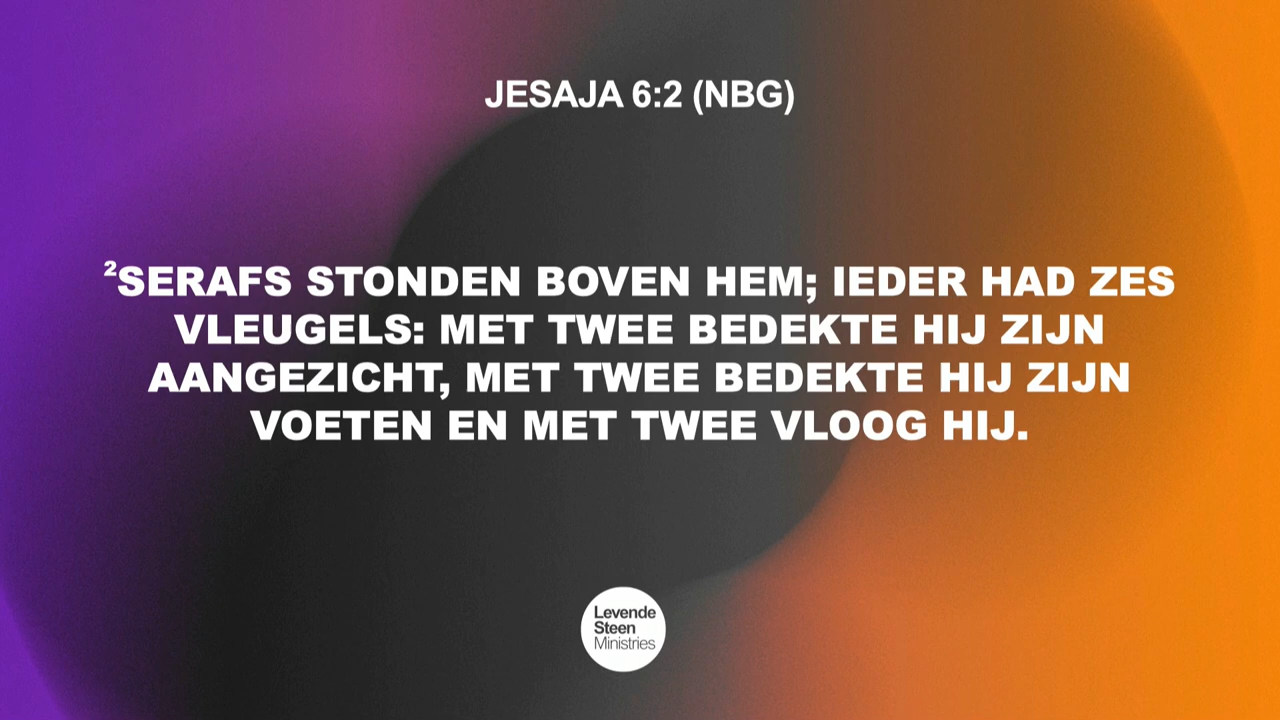 JESAJA 6:2 (NBG)
²SERAFS STONDEN BOVEN HEM; IEDER HAD ZES
VLEUGELS: MET TWEE BEDEKTE HIJ ZIJN
AANGEZICHT, MET TWEE BEDEKTE HIJ ZIJN
VOETEN EN MET TWEE VLOOG HIJ.
Levende
Steen
Ministries